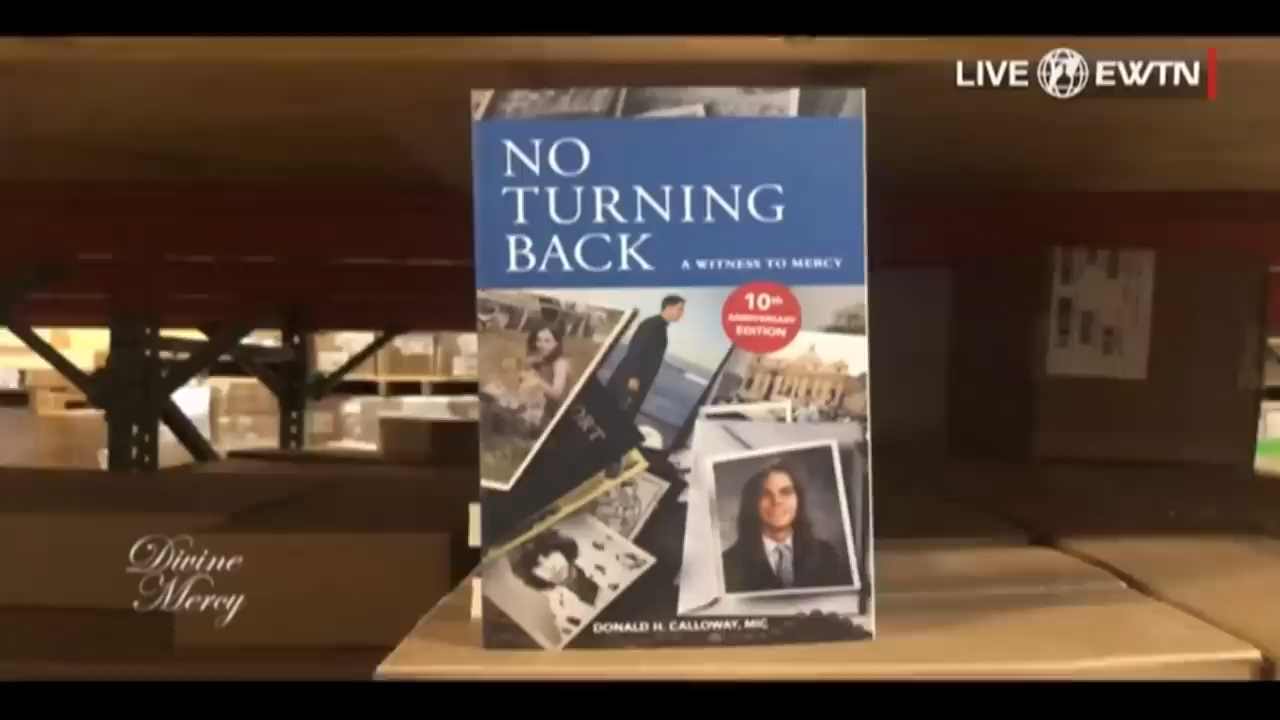 LIVE EWTN
NO
TURNING
BACK
A WITNESS TO MERCY
10th
ANNIVERSARY
EDITION
DONALD H. CALLOWAY, MIC
Divine
Mercy